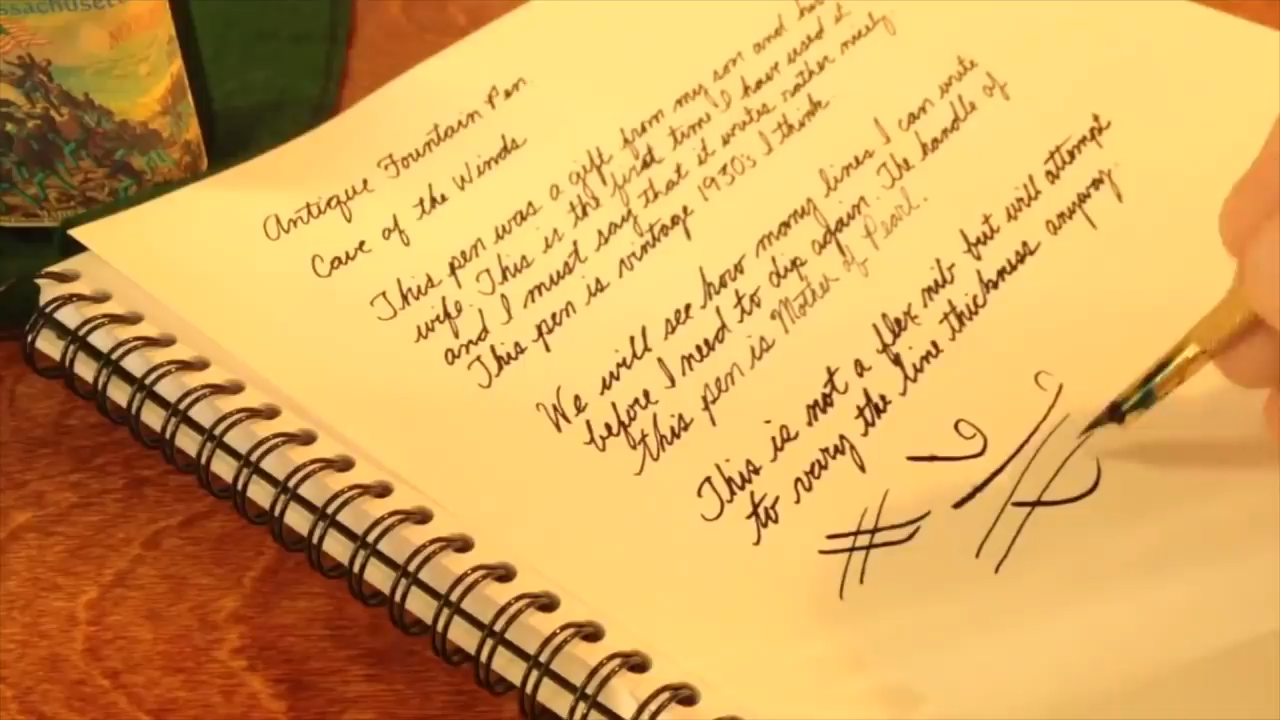 ssachusett
Antique Fountain Pen
Cave of the Winds
This pen was a gift from my son and his
wife. This is the first time I have used it
and I must say that it writes rather nicely
This pen is vintage 1930s I think
We will see how many lines I can write
before I need to dip again. The handle of
this pen is Mother of Pearl.
This is not a flex nib but will attempt
to vary the line thickness anyway